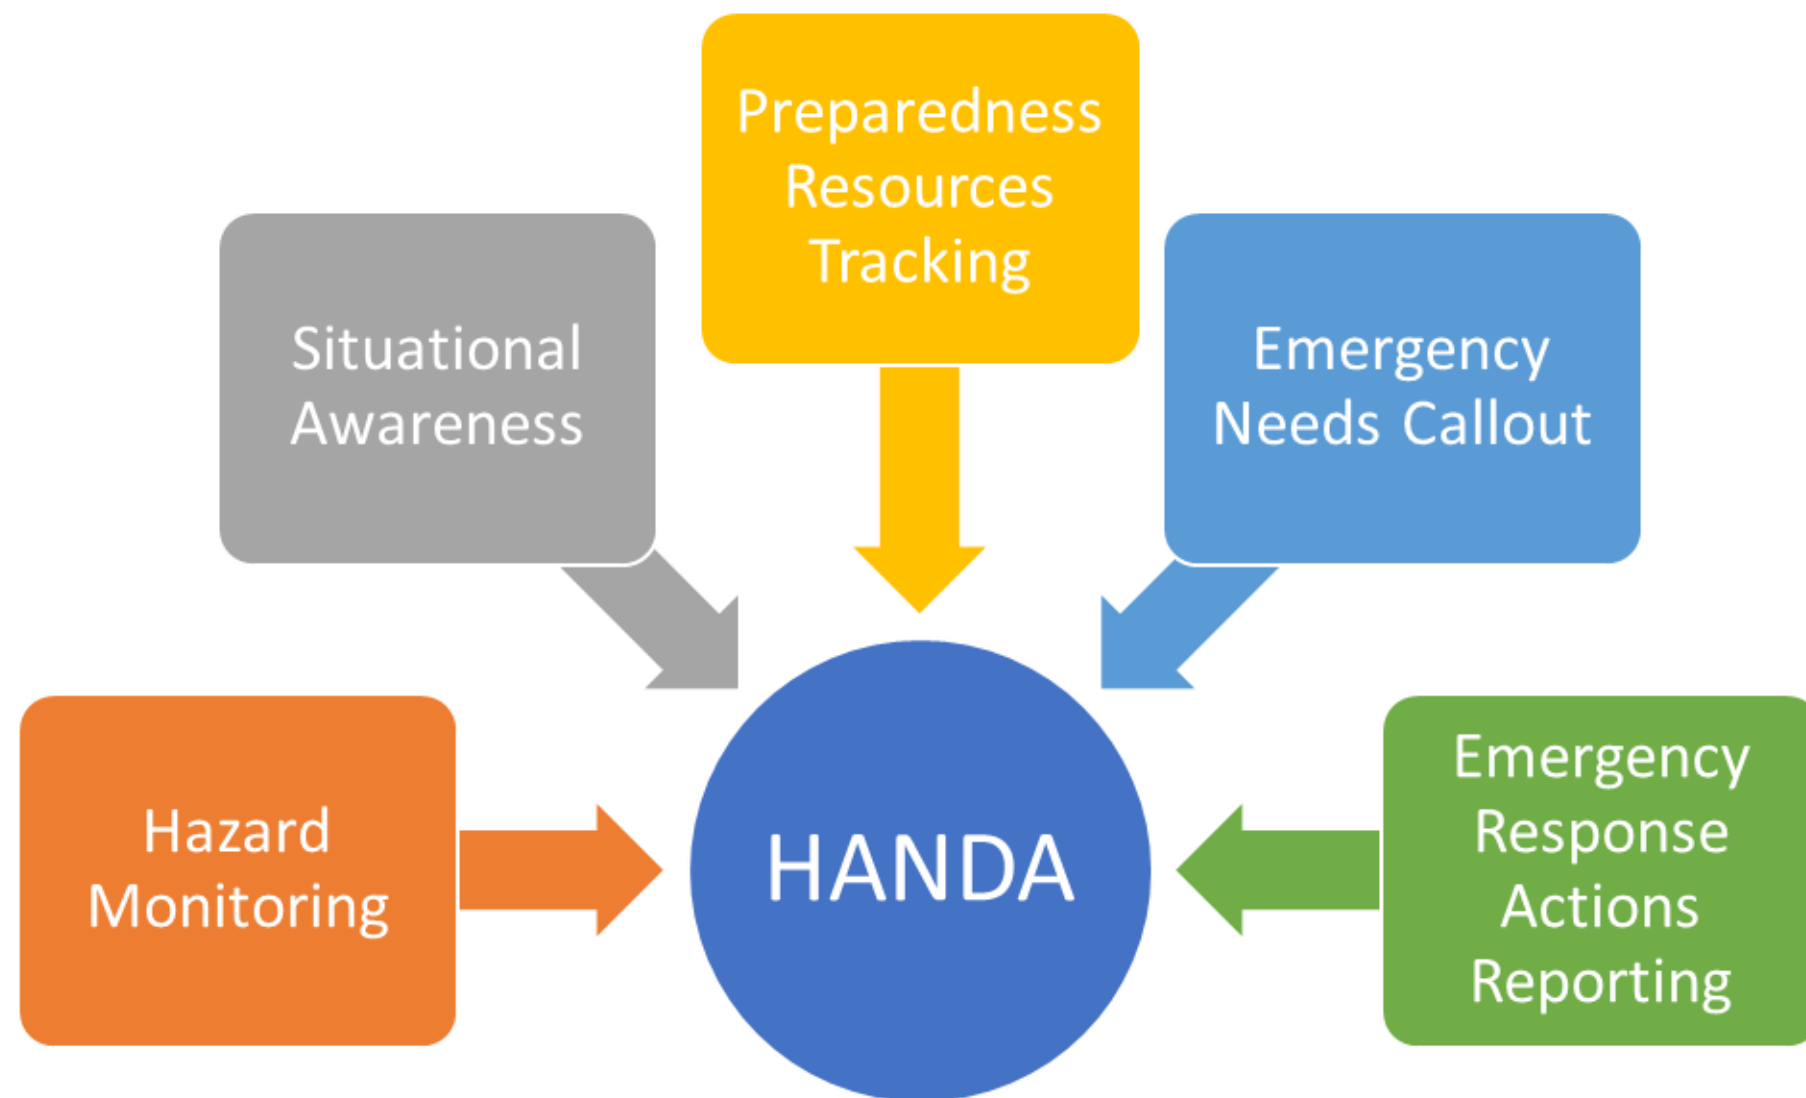 Preparedness
Resources
Tracking
Situational
Awareness
Emergency
Needs Callout
Hazard
Monitoring
HANDA
Emergency
Response
Actions
Reporting